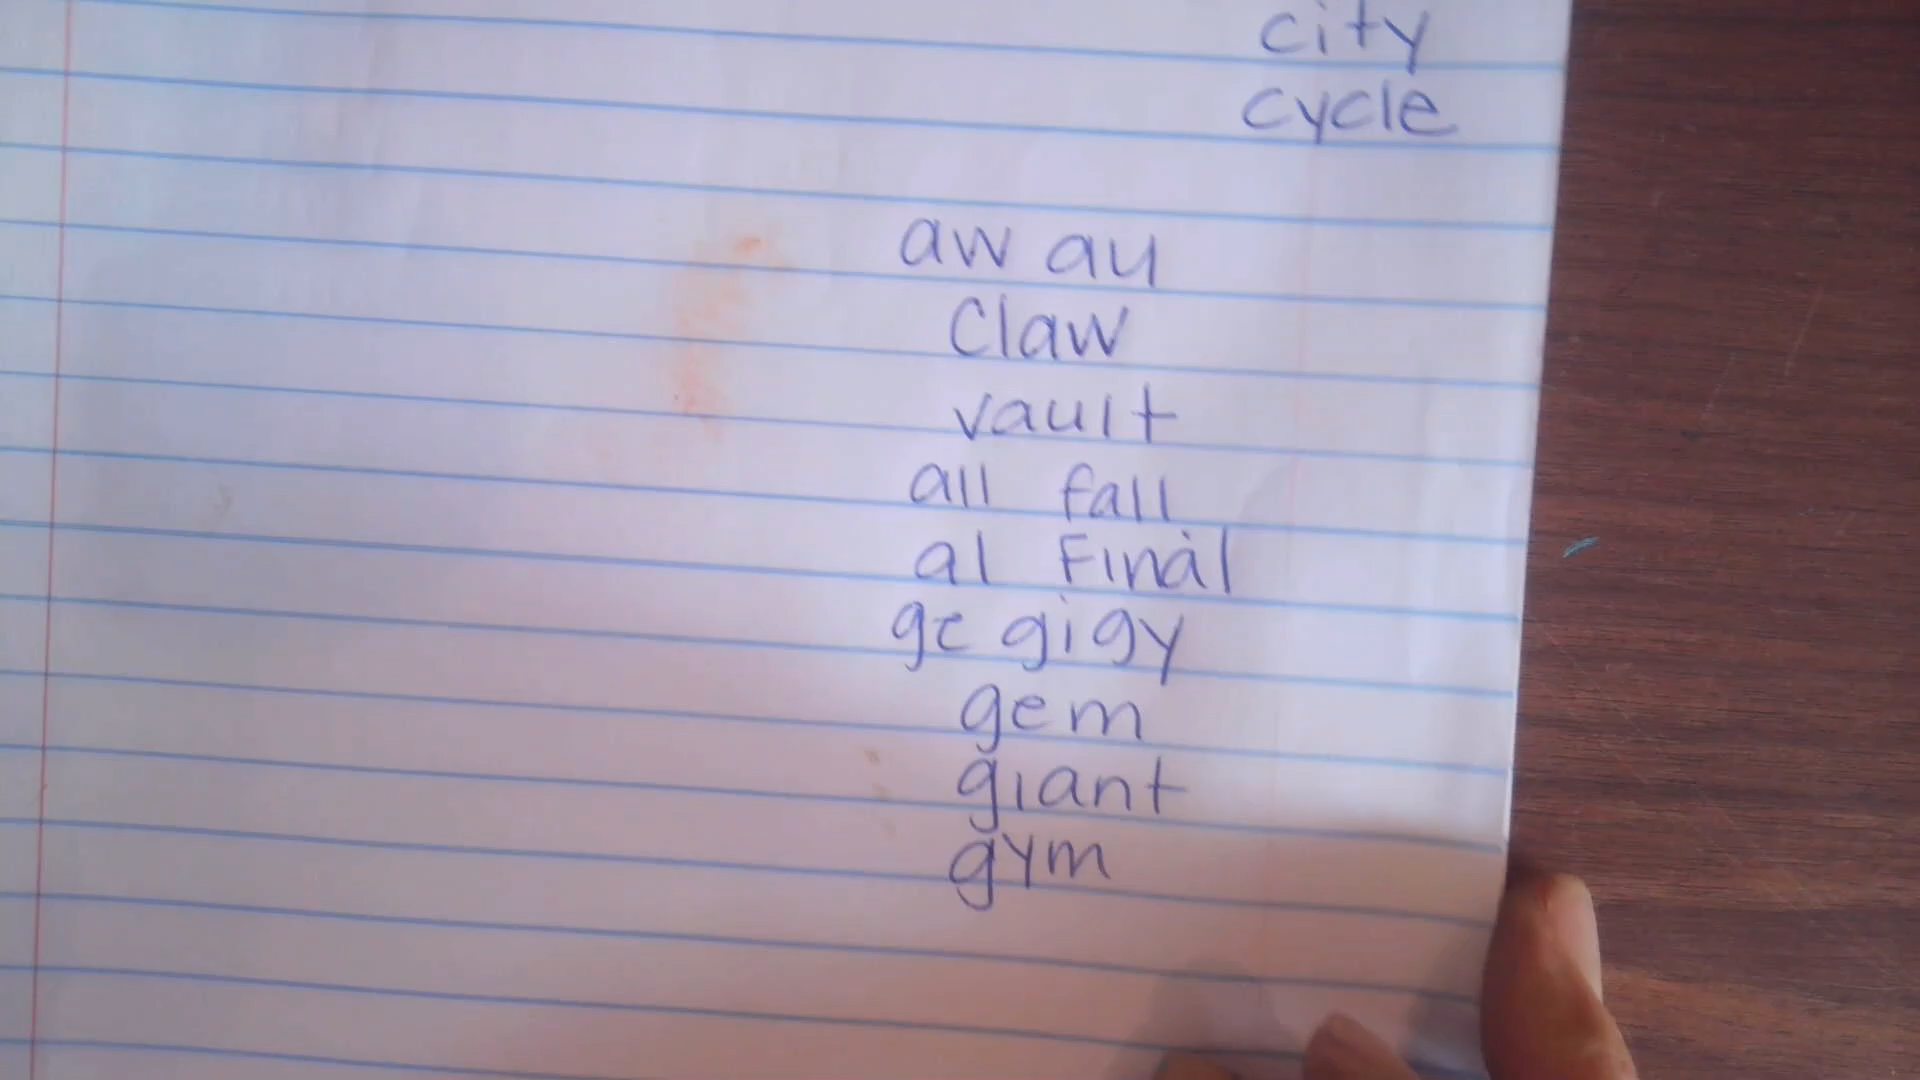 city
cycle
aw au
Claw
vault
all fall
al Final
ge gi gy
gem
giant
gym